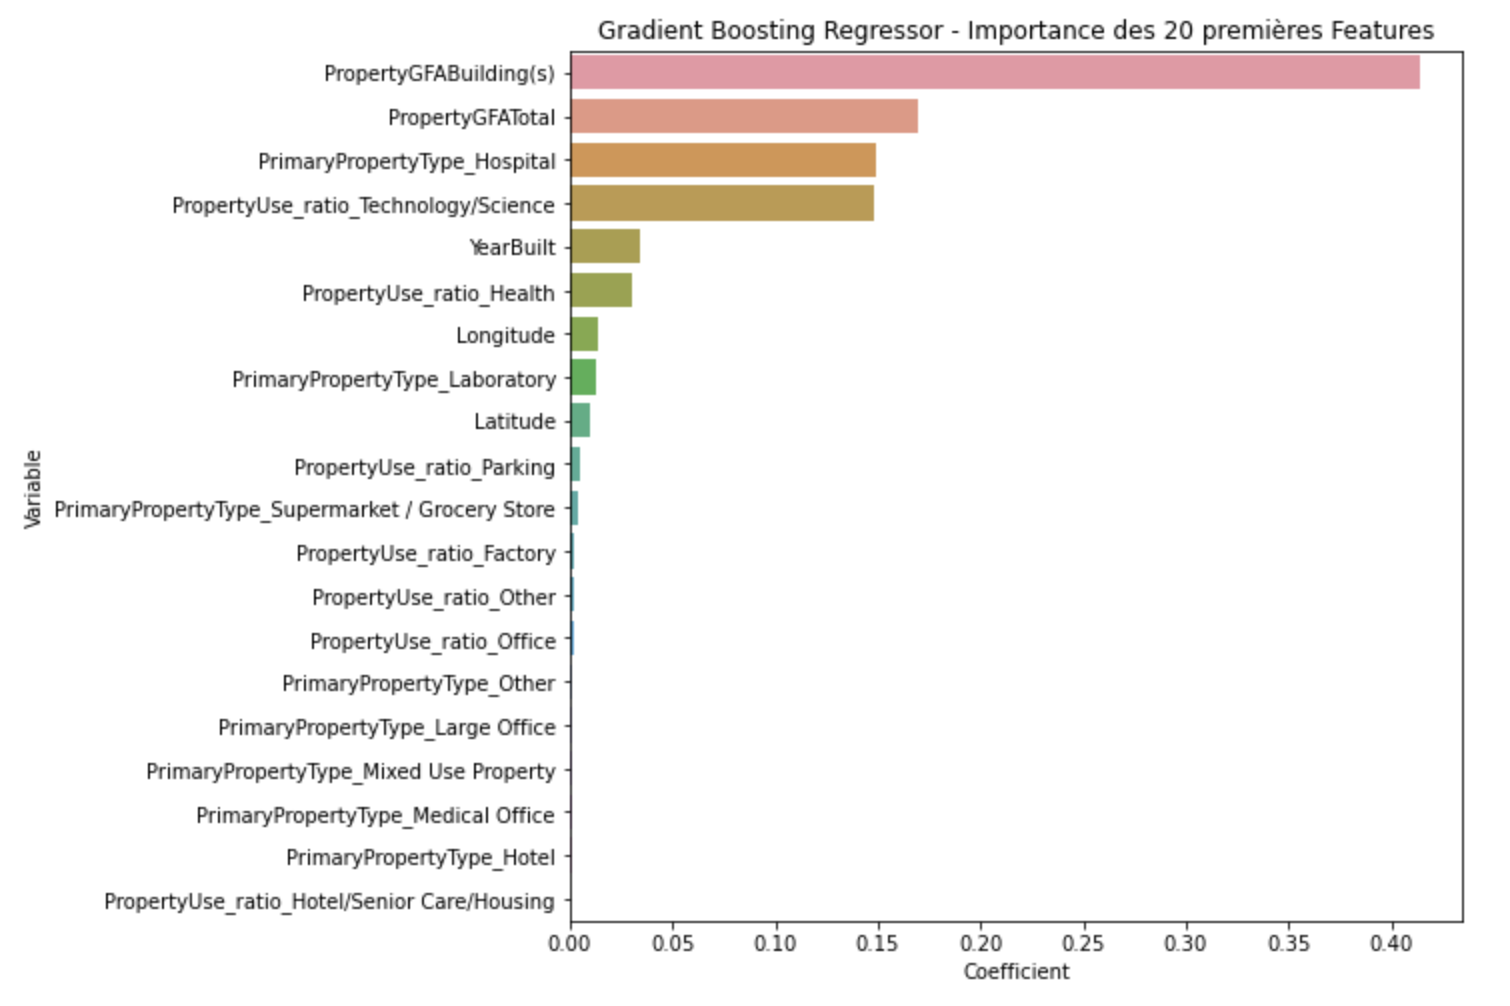 Gradient Boosting Regressor - Importance des 20 premières Features
PropertyGFABuilding(s)
PropertyGFATotal
PrimaryPropertyType_Hospital
PropertyUse_ratio_Technology/Science
YearBuilt
PropertyUse_ratio_Health
Longitude
PrimaryPropertyType_Laboratory
Latitude
PropertyUse_ratio_Parking
PrimaryPropertyType_Supermarket / Grocery Store
PropertyUse_ratio_Factory
PropertyUse_ratio_Other
PropertyUse_ratio_Office
PrimaryPropertyType_Other
PrimaryPropertyType_Large Office
PrimaryPropertyType_Mixed Use Property
PrimaryPropertyType_Medical Office
PrimaryPropertyType_Hotel
PropertyUse_ratio_Hotel/Senior Care/Housing
Variable
0.00 0.05 0.10 0.15 0.20 0.25 0.30 0.35 0.40
Coefficient